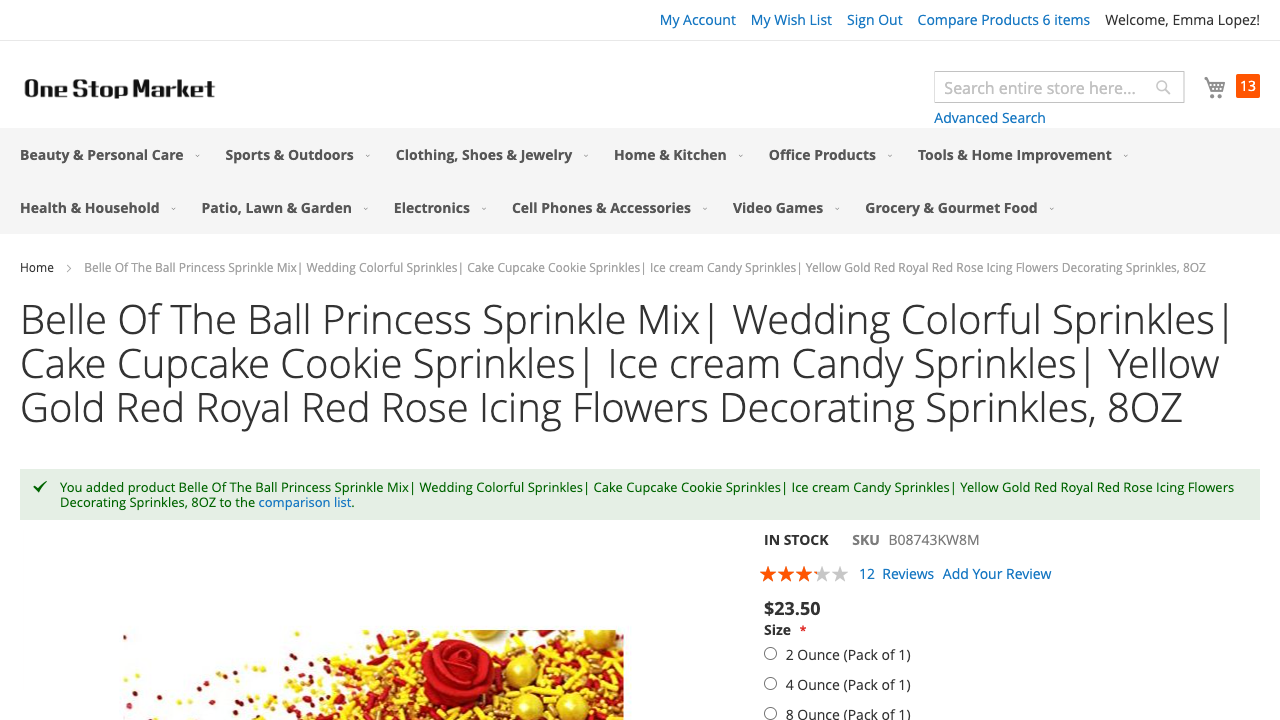 My Account My Wish List Sign Out Compare Products 6 items Welcome, Emma Lopez!
One Stop Market
Search entire store here...
13
Advanced Search
Beauty & Personal Care Sports & Outdoors Clothing, Shoes & Jewelry Home & Kitchen Office Products Tools & Home Improvement
Health & Household Patio, Lawn & Garden Electronics Cell Phones & Accessories Video Games Grocery & Gourmet Food
Home Belle Of The Ball Princess Sprinkle Mix| Wedding Colorful Sprinkles| Cake Cupcake Cookie Sprinkles| Ice cream Candy Sprinkles| Yellow Gold Red Royal Red Rose Icing Flowers Decorating Sprinkles, 8OZ
Belle Of The Ball Princess Sprinkle Mix| Wedding Colorful Sprinkles|
Cake Cupcake Cookie Sprinkles| Ice cream Candy Sprinkles| Yellow
Gold Red Royal Red Rose Icing Flowers Decorating Sprinkles, 8OZ
You added product Belle Of The Ball Princess Sprinkle Mix| Wedding Colorful Sprinkles| Cake Cupcake Cookie Sprinkles| Ice cream Candy Sprinkles| Yellow Gold Red Royal Red Rose Icing Flowers
Decorating Sprinkles, 8OZ to the comparison list.
IN STOCK SKU B08743KW8M
12 Reviews Add Your Review
$23.50
Size *
2 Ounce (Pack of 1)
4 Ounce (Pack of 1)
8 Ounce (Pack of 1)